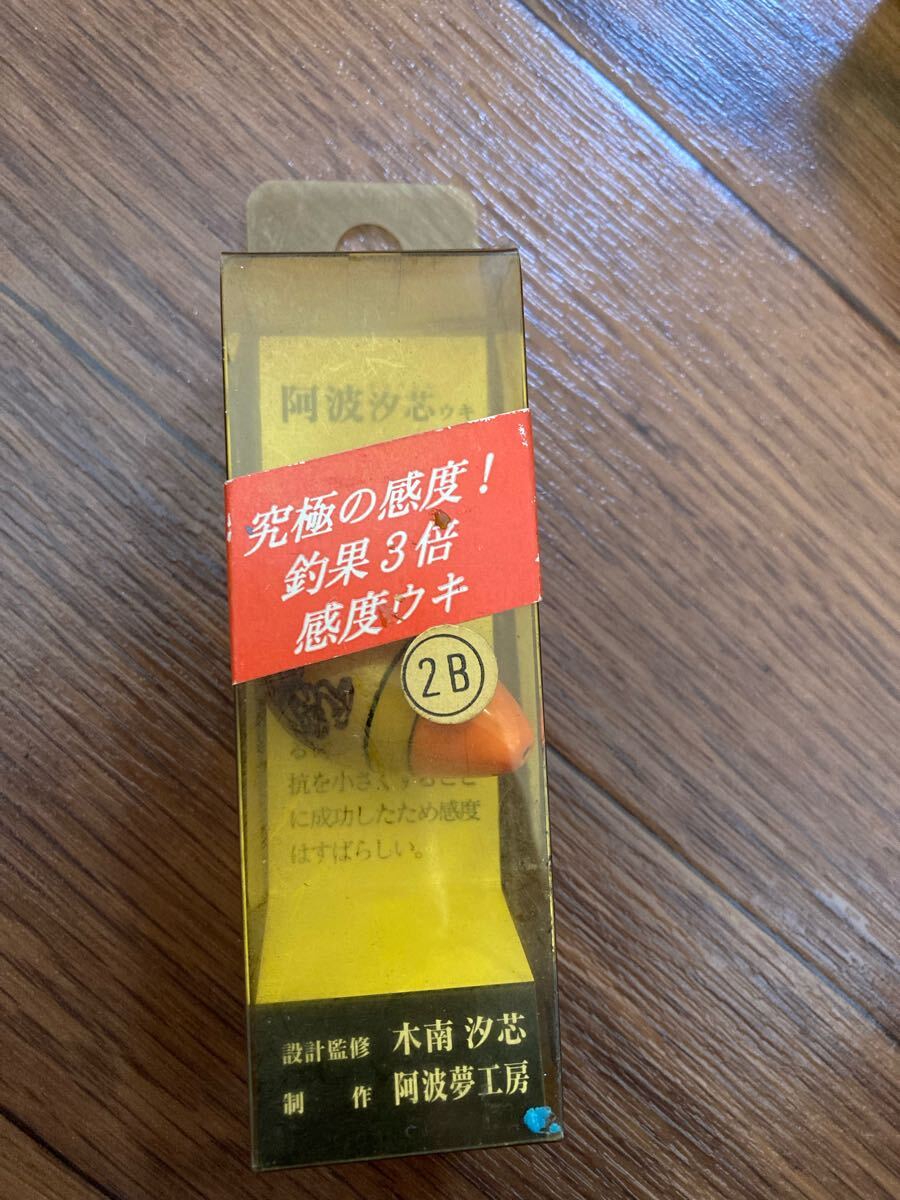 阿波汐芯ウキ
究極の感度!
釣果3倍
感度ウキ
2B
抗を小さくすること
に成功したため感度
はすばらしい。
設計監修 木南 汐芯
制 作 阿波夢工房